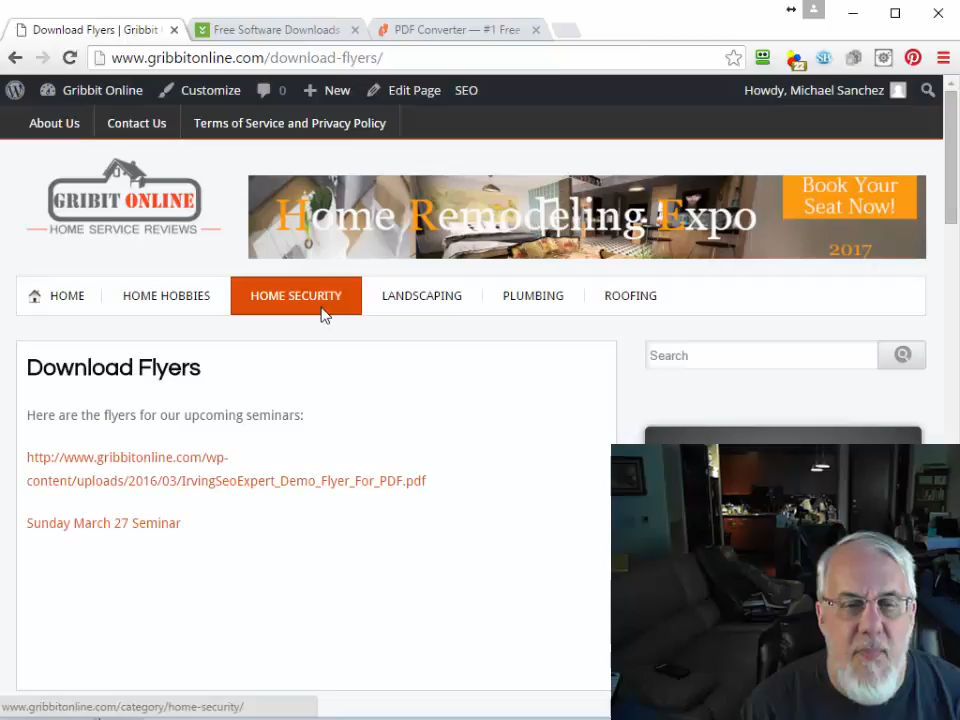 Download Flyers | Gribbit
Free Software Downloads
PDF Converter — #1 Free
www.gribbitonline.com/download-flyers/
22
Gribbit Online
Customize
0
New
Edit Page
SEO
Howdy, Michael Sanchez
About Us
Contact Us
Terms of Service and Privacy Policy
GRIBIT ONLINE
HOME SERVICE REVIEWS
Home Remodeling Expo
Book Your
Seat Now!
2017
HOME
HOME HOBBIES
HOME SECURITY
LANDSCAPING
PLUMBING
ROOFING
Download Flyers
Search
Here are the flyers for our upcoming seminars:
http://www.gribbitonline.com/wp-
content/uploads/2016/03/IrvingSeoExpert_Demo_Flyer_For_PDF.pdf
Sunday March 27 Seminar
www.gribbitonline.com/category/home-security/